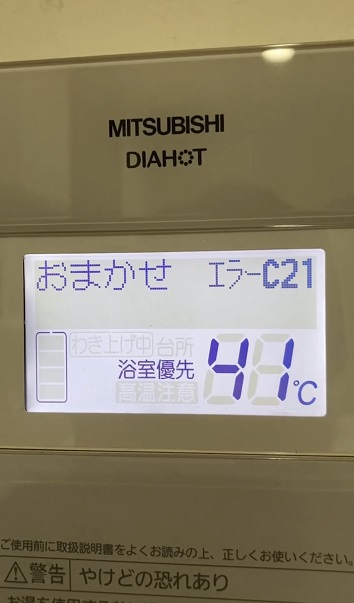 MITSUBISHI
DIAHOT
おまかせ エラーC21
わき上げ中 台所
浴室優先
高温注意
41℃
ご使用前に取扱説明書をよくお読みの上、正しくお使いください。
⚠警告 やけどの恐れあり